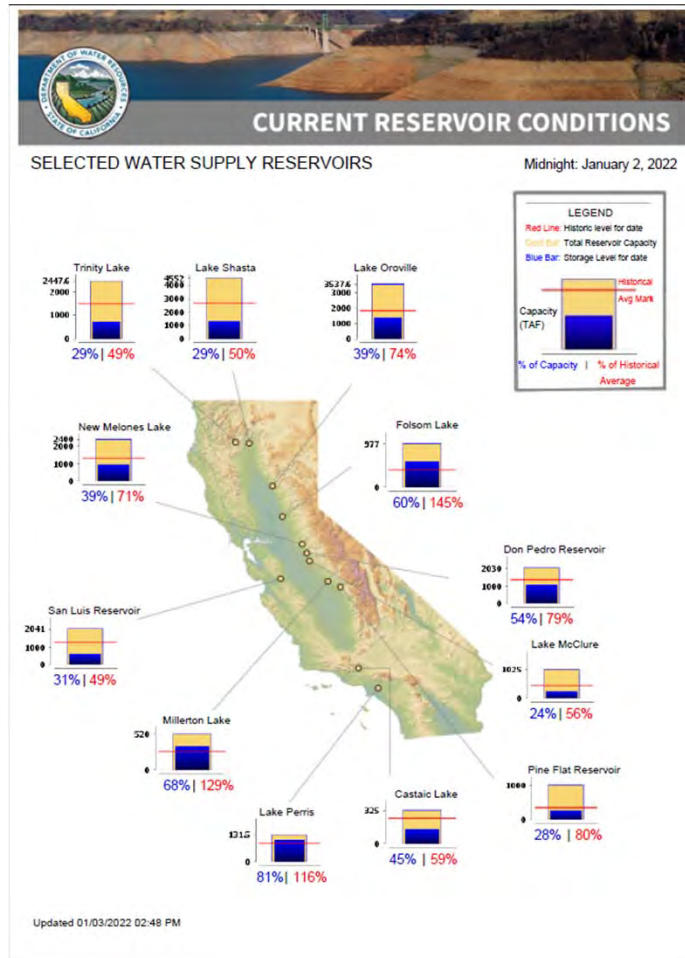 DEPARTMENT OF WATER RESOURCES
STATE OF CALIFORNIA
CURRENT RESERVOIR CONDITIONS
SELECTED WATER SUPPLY RESERVOIRS
Midnight: January 2, 2022
LEGEND
Red Line: Historic level for date
Gold Bar: Total Reservoir Capacity
Blue Bar: Storage Level for date
Capacity
(TAF)
Historical
Avg Mark
% of Capacity | % of Historical
Average
Trinity Lake
2447.6
2000
1000
0
29% | 49%
Lake Shasta
4552
4000
3000
2000
1000
0
29% | 50%
Lake Oroville
3537.6
2000
1000
0
39% | 74%
New Melones Lake
2400
2000
1000
0
39% | 71%
Folsom Lake
977
0
60% | 145%
Don Pedro Reservoir
2030
1000
0
54% | 79%
San Luis Reservoir
2041
1000
0
31% | 49%
Lake McClure
1025
0
24% | 56%
Millerton Lake
520
0
68% | 129%
Pine Flat Reservoir
1000
0
28% | 80%
Castaic Lake
325
0
45% | 59%
Lake Perris
131.5
0
81% | 116%
Updated 01/03/2022 02:48 PM